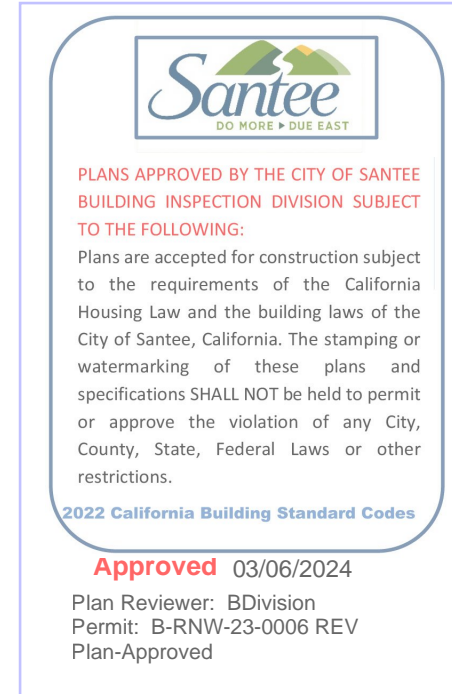 Santee
DO MORE ▶ DUE EAST
PLANS APPROVED BY THE CITY OF SANTEE
BUILDING INSPECTION DIVISION SUBJECT
TO THE FOLLOWING:
Plans are accepted for construction subject
to the requirements of the California
Housing Law and the building laws of the
City of Santee, California. The stamping or
watermarking of these plans and
specifications SHALL NOT be held to permit
or approve the violation of any City,
County, State, Federal Laws or other
restrictions.
2022 California Building Standard Codes
Approved 03/06/2024
Plan Reviewer: BDivision
Permit: B-RNW-23-0006 REV
Plan-Approved